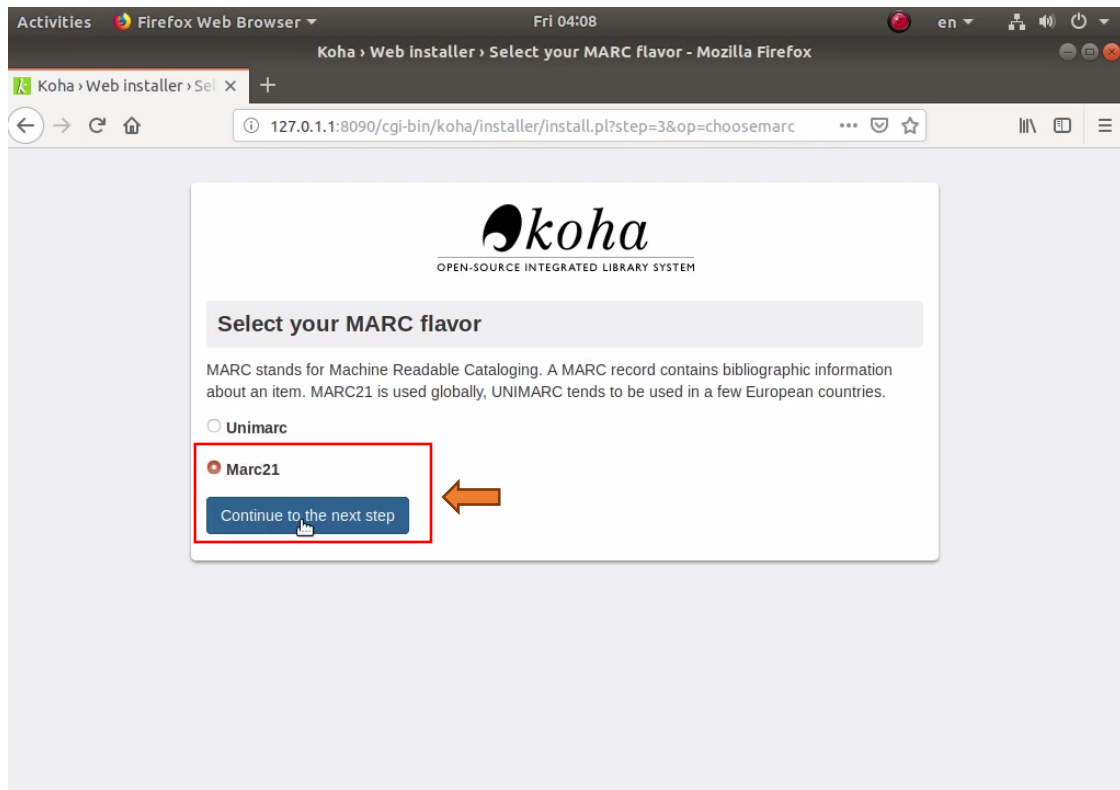 Activities Firefox Web Browser Fri 04:08 en
Koha › Web installer › Select your MARC flavor - Mozilla Firefox
Koha › Web installer › Sel
127.0.1.1:8090/cgi-bin/koha/installer/install.pl?step=3&op=choosemarc
koha
OPEN-SOURCE INTEGRATED LIBRARY SYSTEM
Select your MARC flavor
MARC stands for Machine Readable Cataloging. A MARC record contains bibliographic information
about an item. MARC21 is used globally, UNIMARC tends to be used in a few European countries.
Unimarc
Marc21
Continue to the next step